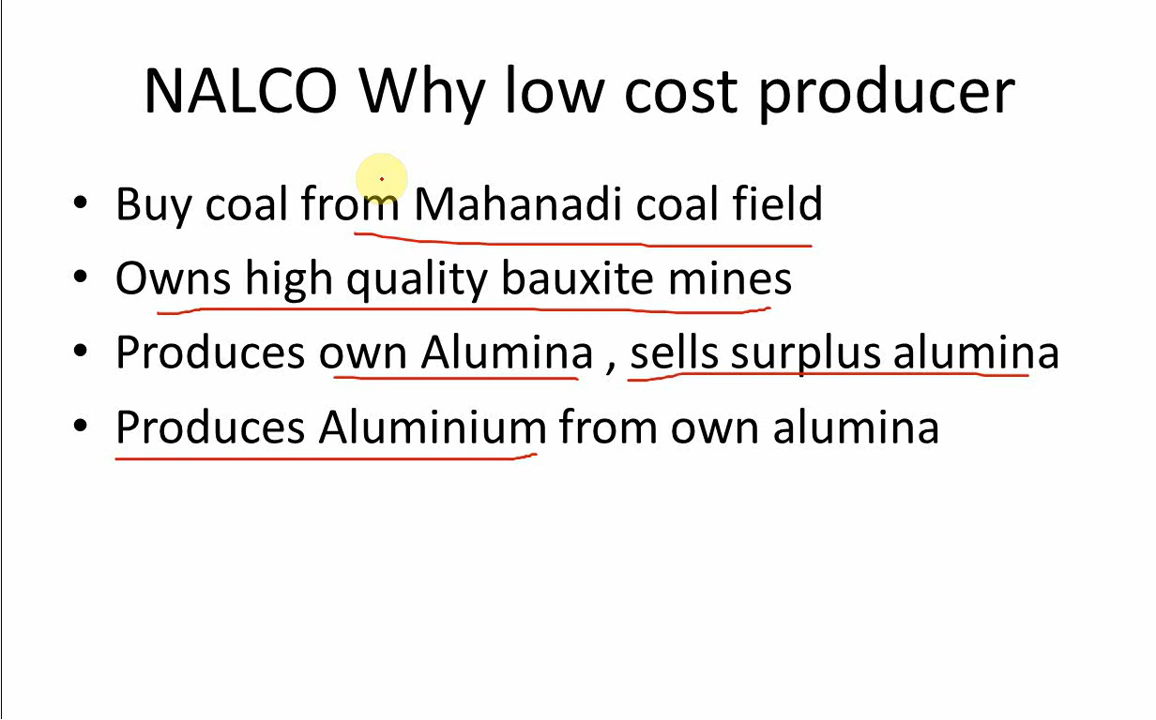 NALCO Why low cost producer
• Buy coal from Mahanadi coal field
• Owns high quality bauxite mines
• Produces own Alumina , sells surplus alumina
• Produces Aluminium from own alumina